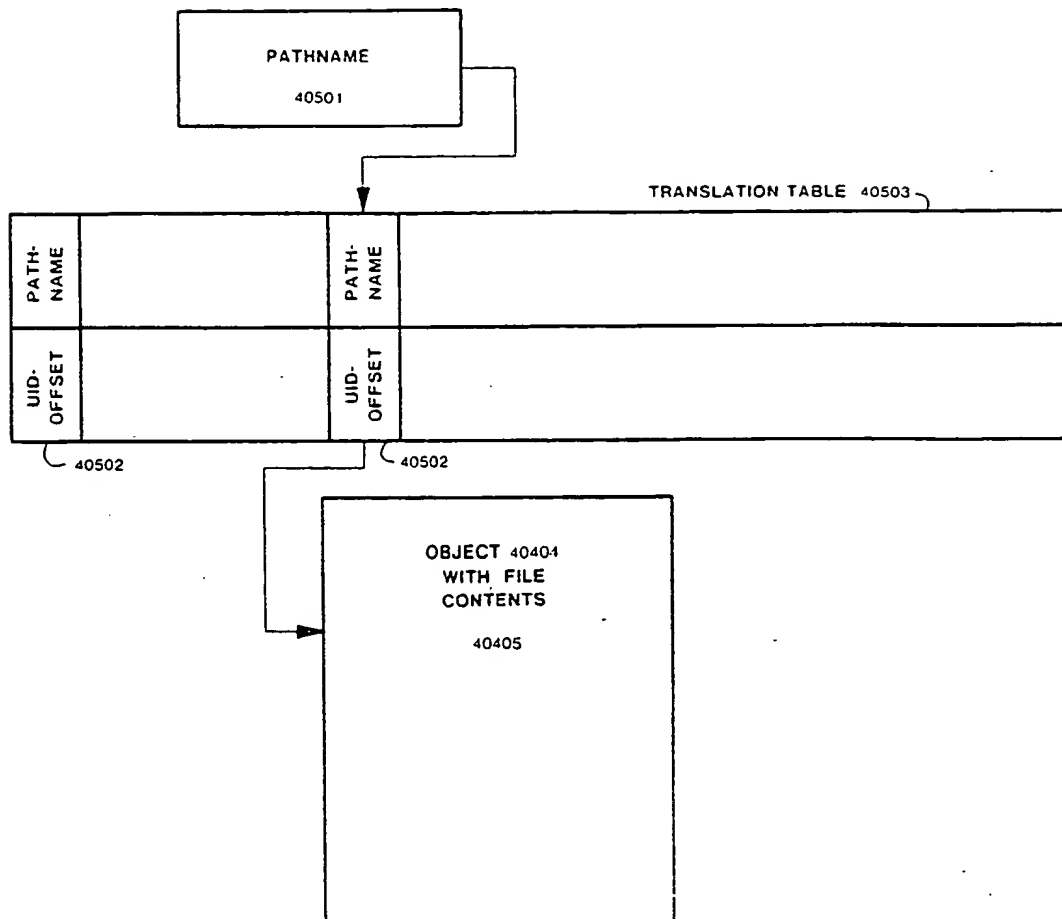 PATHNAME
40501
TRANSLATION TABLE 40503
PATH-
NAME
PATH-
NAME
UID-
OFFSET
UID-
OFFSET
40502
40502
OBJECT 40404
WITH FILE
CONTENTS
40405